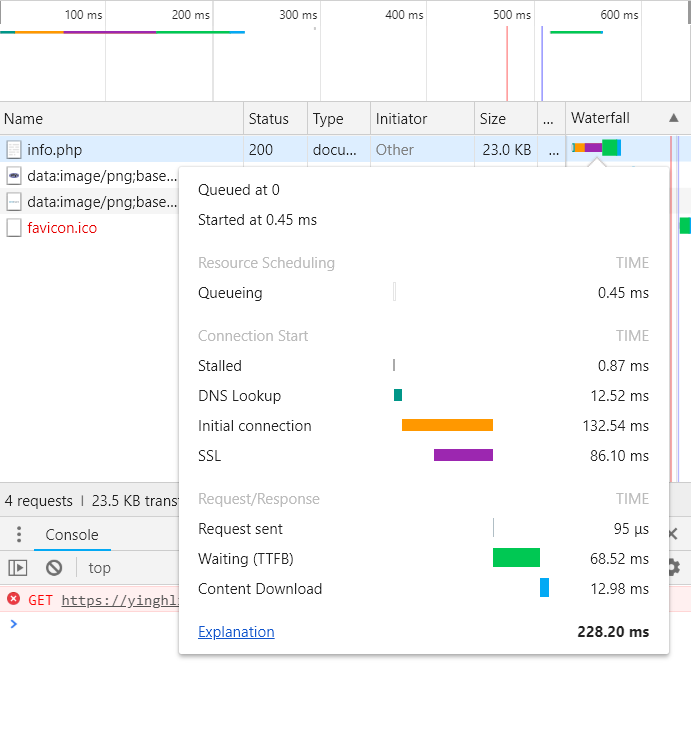 100 ms 200 ms 300 ms 400 ms 500 ms 600 ms
Name Status Type Initiator Size ... Waterfall
info.php 200 docu... Other 23.0 KB ...
data:image/png;base...
data:image/png;base...
favicon.ico
Queued at 0
Started at 0.45 ms
Resource Scheduling TIME
Queueing 0.45 ms
Connection Start TIME
Stalled 0.87 ms
DNS Lookup 12.52 ms
Initial connection 132.54 ms
SSL 86.10 ms
Request/Response TIME
Request sent 95 μs
Waiting (TTFB) 68.52 ms
Content Download 12.98 ms
Explanation 228.20 ms
4 requests | 23.5 KB transf
Console
top
GET https://yinghl